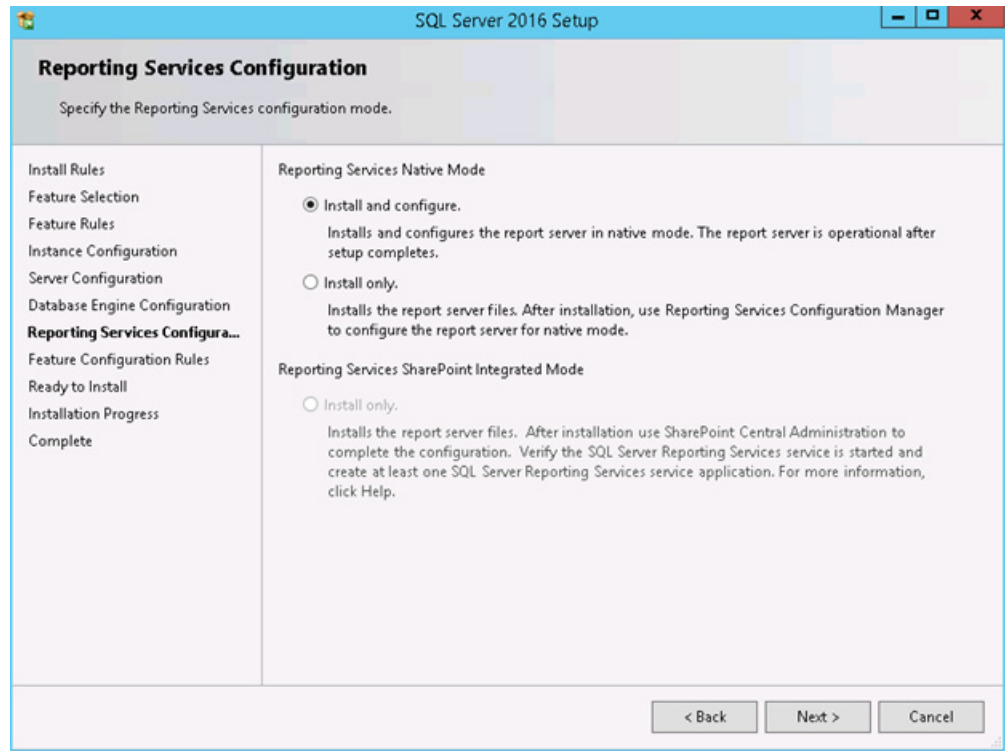 SQL Server 2016 Setup
Reporting Services Configuration
Specify the Reporting Services configuration mode.
Install Rules
Feature Selection
Feature Rules
Instance Configuration
Server Configuration
Database Engine Configuration
Reporting Services Configura...
Feature Configuration Rules
Ready to Install
Installation Progress
Complete
Reporting Services Native Mode
Install and configure.
Installs and configures the report server in native mode. The report server is operational after
setup completes.
Install only.
Installs the report server files. After installation, use Reporting Services Configuration Manager
to configure the report server for native mode.
Reporting Services SharePoint Integrated Mode
Install only.
Installs the report server files. After installation use SharePoint Central Administration to
complete the configuration. Verify the SQL Server Reporting Services service is started and
create at least one SQL Server Reporting Services service application. For more information,
click Help.
< Back Next > Cancel